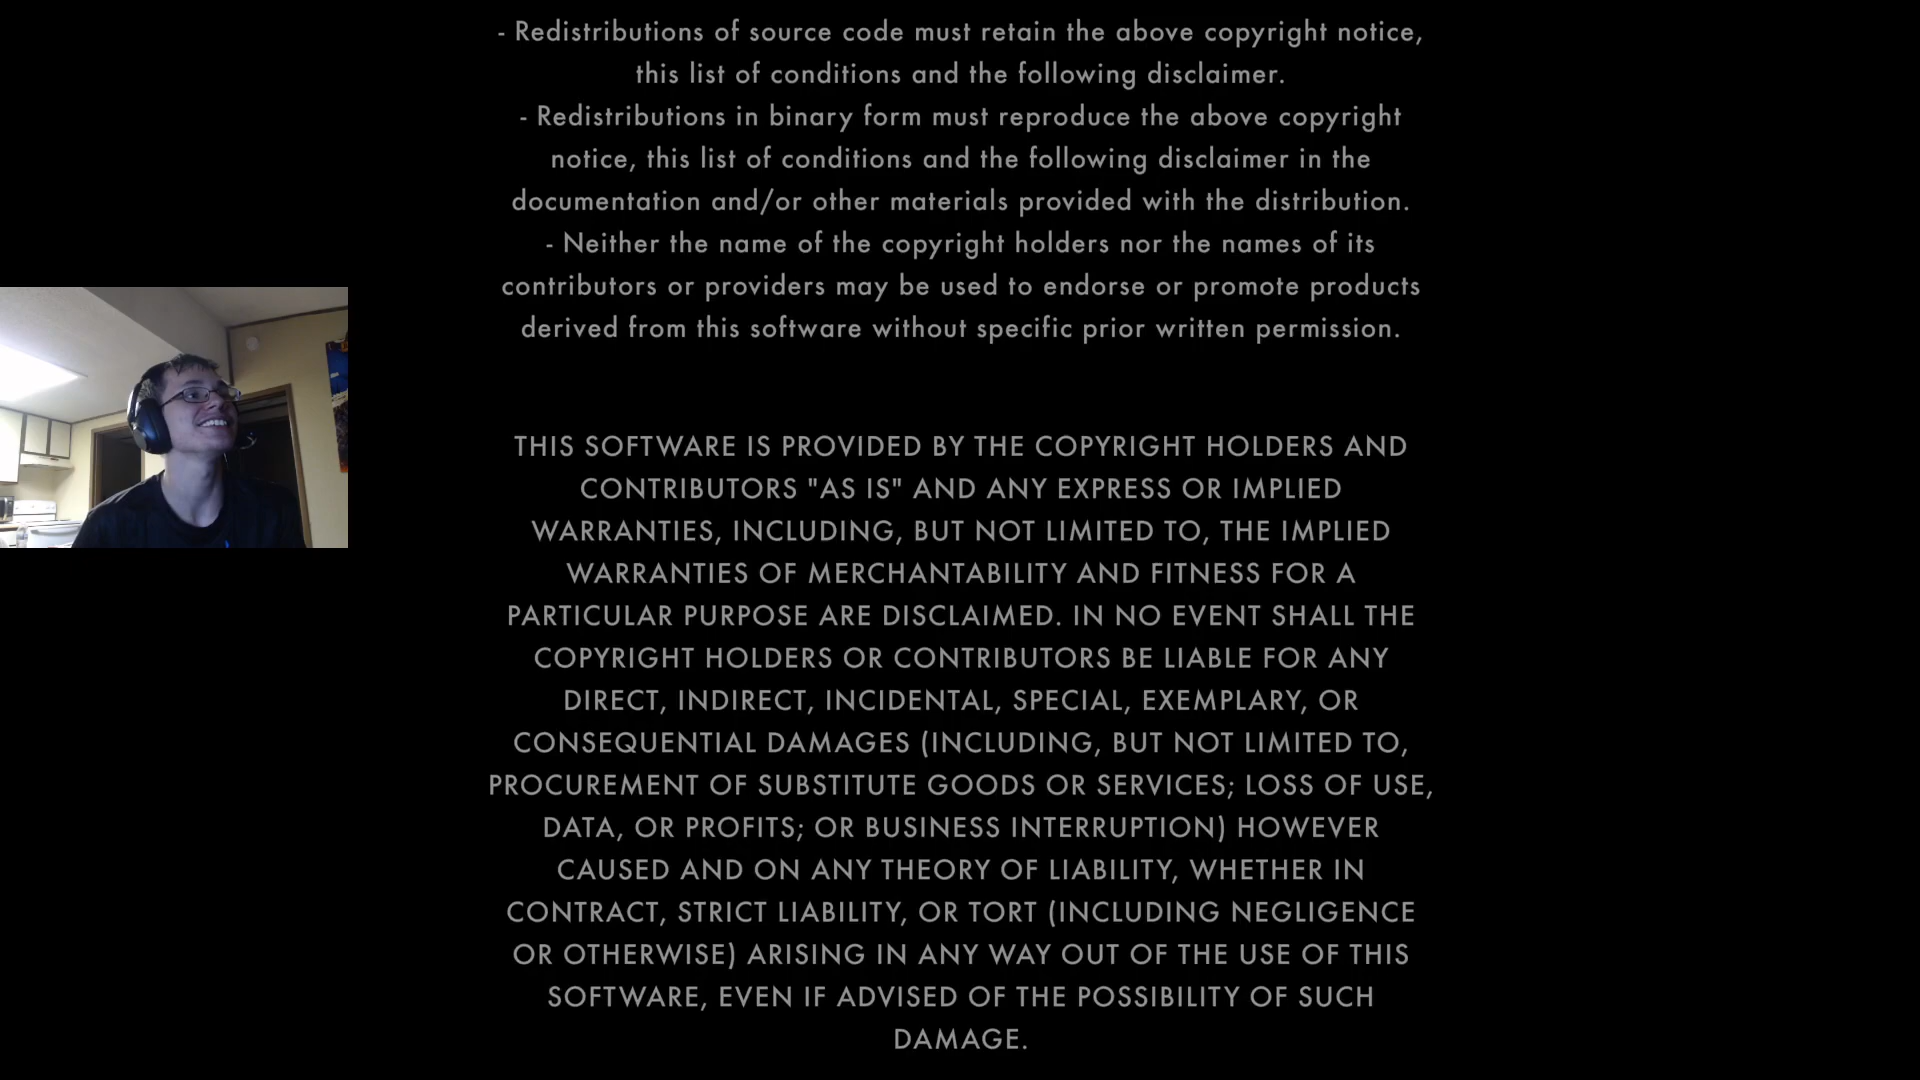 - Redistributions of source code must retain the above copyright notice,
this list of conditions and the following disclaimer.
- Redistributions in binary form must reproduce the above copyright
notice, this list of conditions and the following disclaimer in the
documentation and/or other materials provided with the distribution.
- Neither the name of the copyright holders nor the names of its
contributors or providers may be used to endorse or promote products
derived from this software without specific prior written permission.
THIS SOFTWARE IS PROVIDED BY THE COPYRIGHT HOLDERS AND
CONTRIBUTORS "AS IS" AND ANY EXPRESS OR IMPLIED
WARRANTIES, INCLUDING, BUT NOT LIMITED TO, THE IMPLIED
WARRANTIES OF MERCHANTABILITY AND FITNESS FOR A
PARTICULAR PURPOSE ARE DISCLAIMED. IN NO EVENT SHALL THE
COPYRIGHT HOLDERS OR CONTRIBUTORS BE LIABLE FOR ANY
DIRECT, INDIRECT, INCIDENTAL, SPECIAL, EXEMPLARY, OR
CONSEQUENTIAL DAMAGES (INCLUDING, BUT NOT LIMITED TO,
PROCUREMENT OF SUBSTITUTE GOODS OR SERVICES; LOSS OF USE,
DATA, OR PROFITS; OR BUSINESS INTERRUPTION) HOWEVER
CAUSED AND ON ANY THEORY OF LIABILITY, WHETHER IN
CONTRACT, STRICT LIABILITY, OR TORT (INCLUDING NEGLIGENCE
OR OTHERWISE) ARISING IN ANY WAY OUT OF THE USE OF THIS
SOFTWARE, EVEN IF ADVISED OF THE POSSIBILITY OF SUCH
DAMAGE.